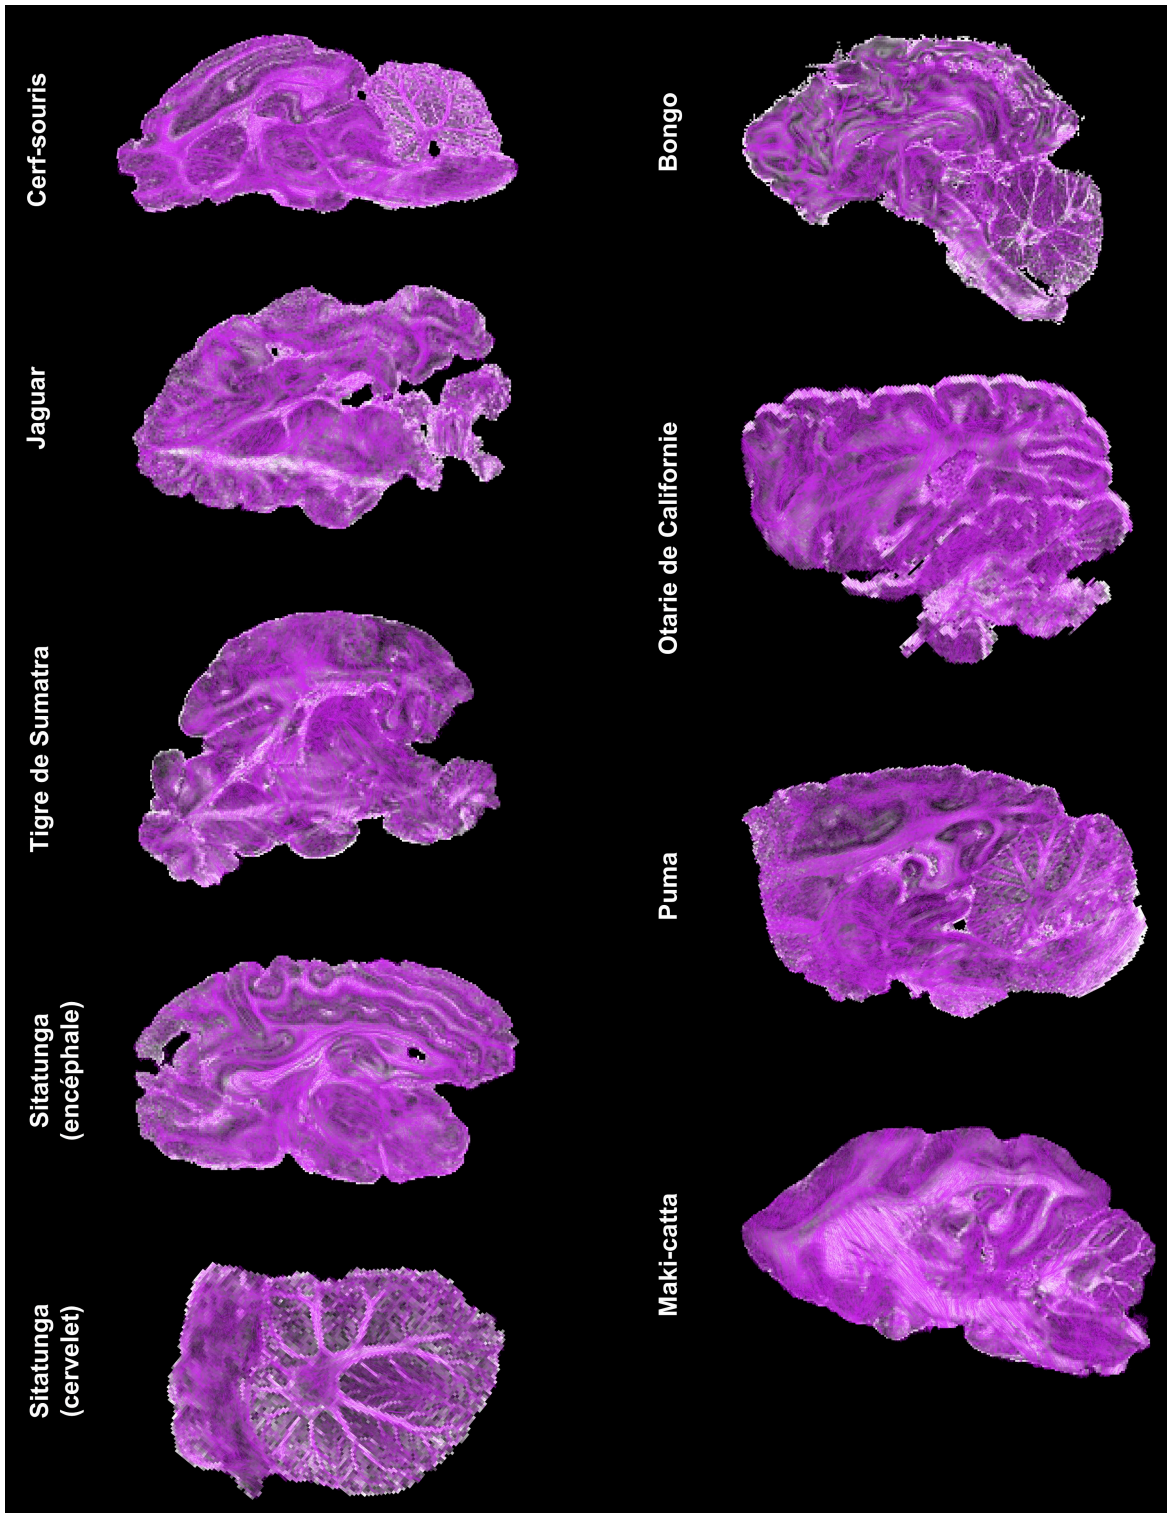 Cerf-souris
Jaguar
Tigre de Sumatra
Sitatunga
(encéphale)
Sitatunga
(cervelet)
Bongo
Otarie de Californie
Puma
Maki-catta